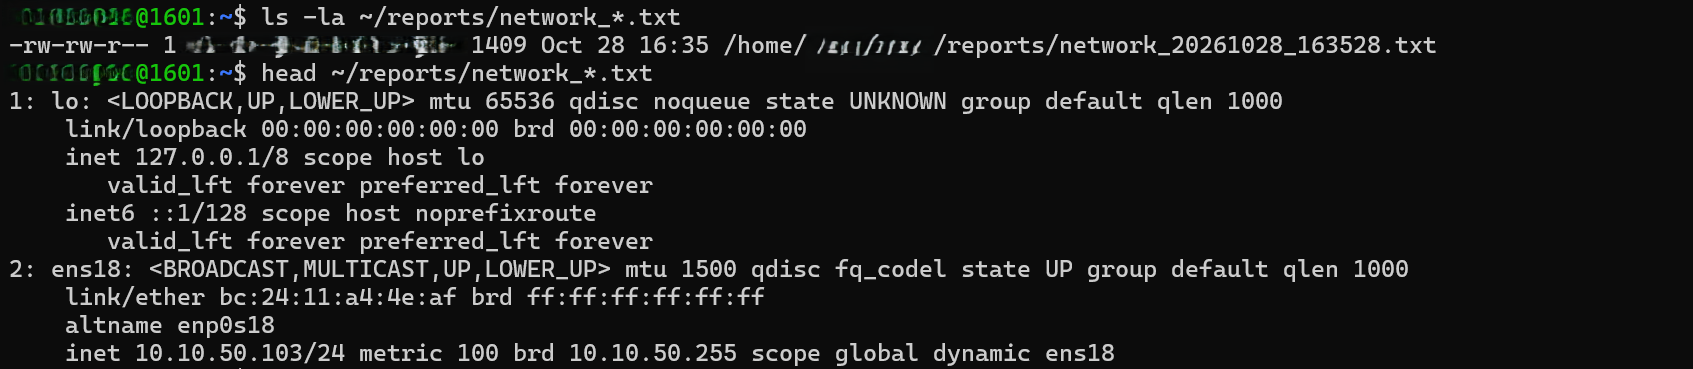 @1601:~$ ls -la ~/reports/network_*.txt
-rw-rw-r-- 1 1409 Oct 28 16:35 /home/ /reports/network_20261028_163528.txt
@1601:~$ head ~/reports/network_*.txt
1: lo: <LOOPBACK,UP,LOWER_UP> mtu 65536 qdisc noqueue state UNKNOWN group default qlen 1000
    link/loopback 00:00:00:00:00:00 brd 00:00:00:00:00:00
    inet 127.0.0.1/8 scope host lo
       valid_lft forever preferred_lft forever
    inet6 ::1/128 scope host noprefixroute
       valid_lft forever preferred_lft forever
2: ens18: <BROADCAST,MULTICAST,UP,LOWER_UP> mtu 1500 qdisc fq_codel state UP group default qlen 1000
    link/ether bc:24:11:a4:4e:af brd ff:ff:ff:ff:ff:ff
    altname enp0s18
    inet 10.10.50.103/24 metric 100 brd 10.10.50.255 scope global dynamic ens18